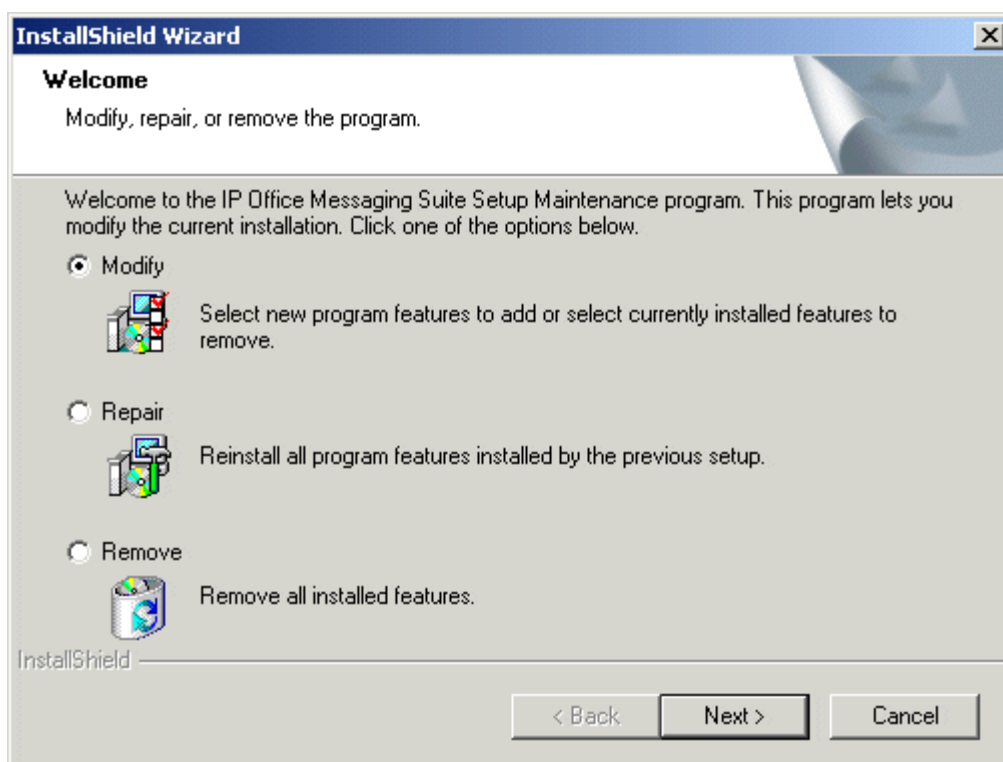 InstallShield Wizard
Welcome
Modify, repair, or remove the program.
Welcome to the IP Office Messaging Suite Setup Maintenance program. This program lets you
modify the current installation. Click one of the options below.
Modify
Select new program features to add or select currently installed features to
remove.
Repair
Reinstall all program features installed by the previous setup.
Remove
Remove all installed features.
InstallShield
< Back
Next >
Cancel